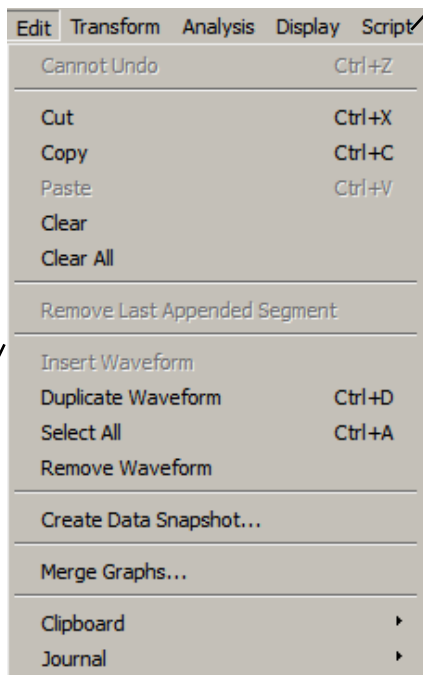 Edit Transform Analysis Display Script
Cannot Undo Ctrl+Z
Cut Ctrl+X
Copy Ctrl+C
Paste Ctrl+V
Clear
Clear All
Remove Last Appended Segment
Insert Waveform
Duplicate Waveform Ctrl+D
Select All Ctrl+A
Remove Waveform
Create Data Snapshot...
Merge Graphs...
Clipboard
Journal